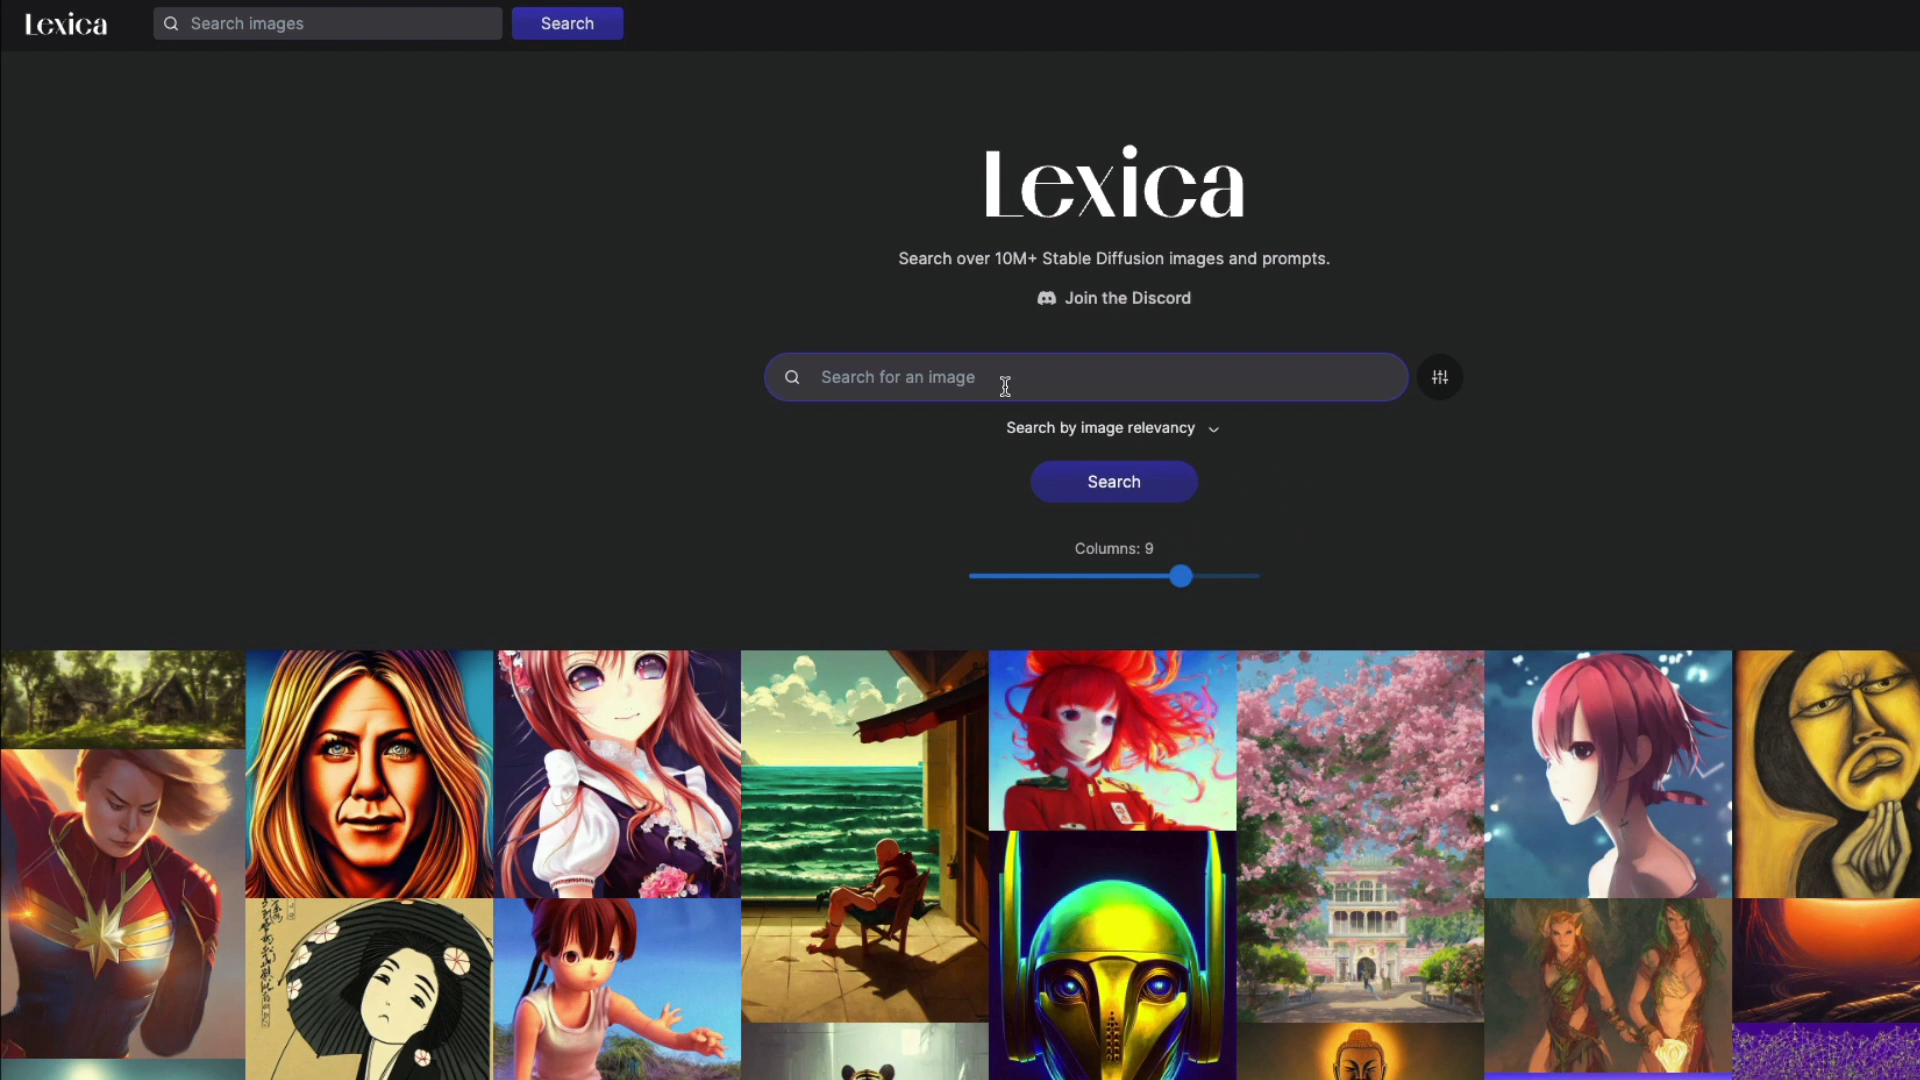 Lexica
Search images
Search
Lexica
Search over 10M+ Stable Diffusion images and prompts.
Join the Discord
Search for an image
Search by image relevancy
Search
Columns: 9